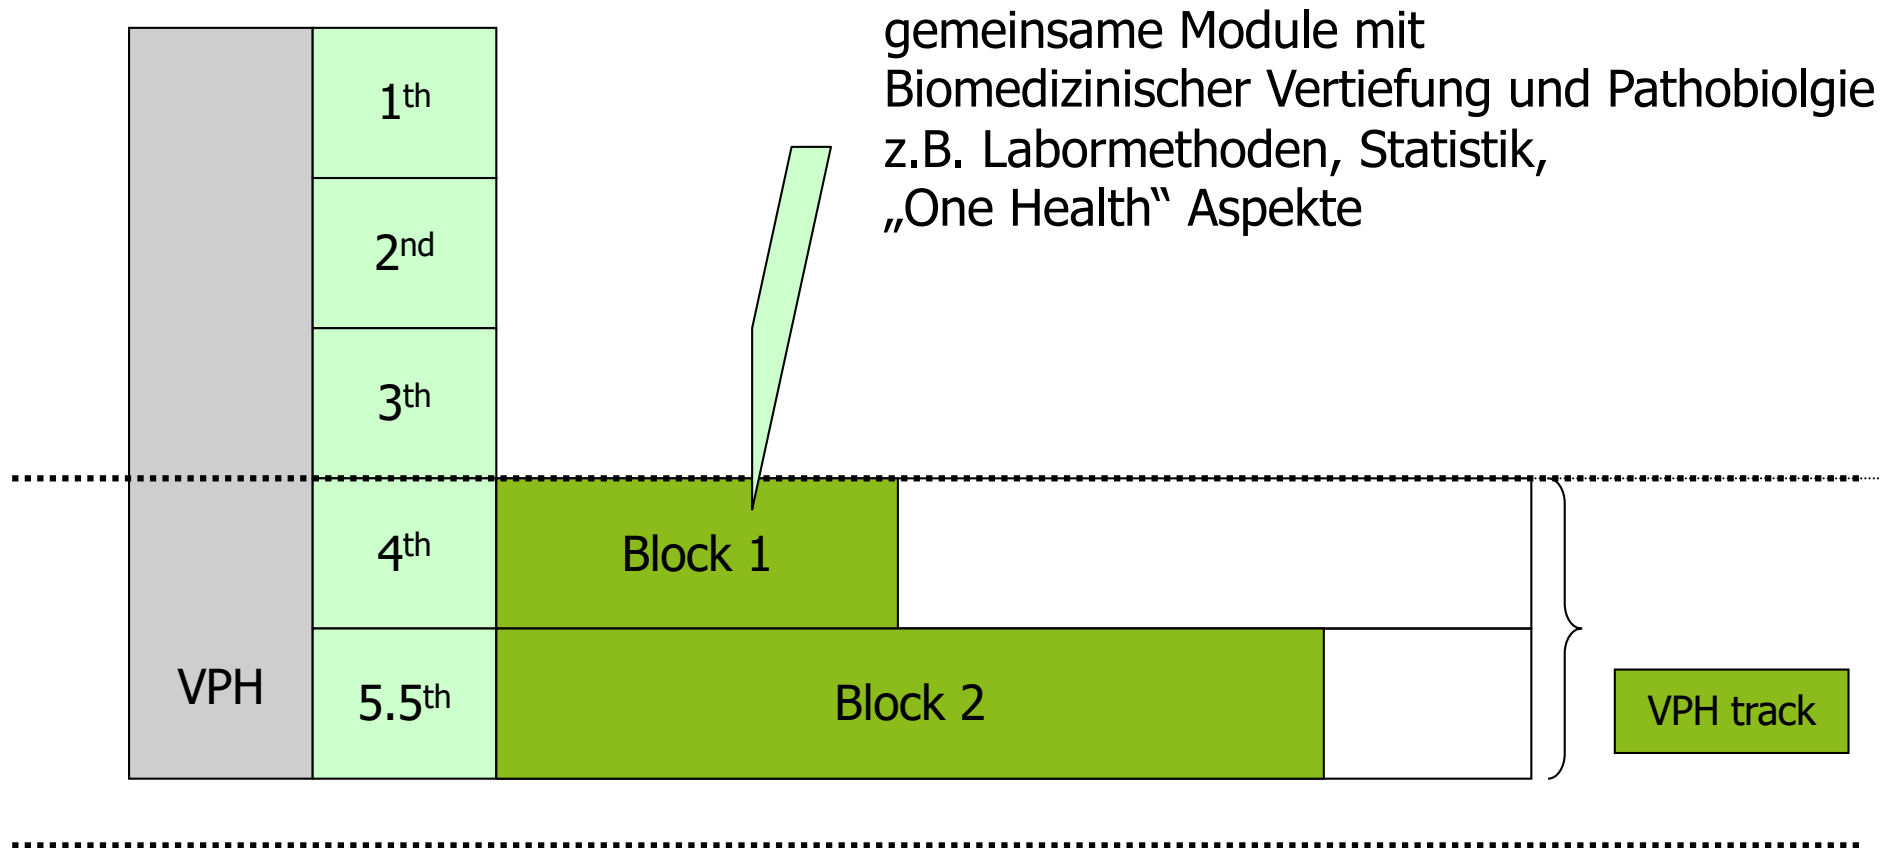 gemeinsame Module mit
Biomedizinischer Vertiefung und Pathobiolgie
z.B. Labormethoden, Statistik,
„One Health“ Aspekte
1th
2nd
3th
4th
Block 1
VPH
5.5th
Block 2
VPH track